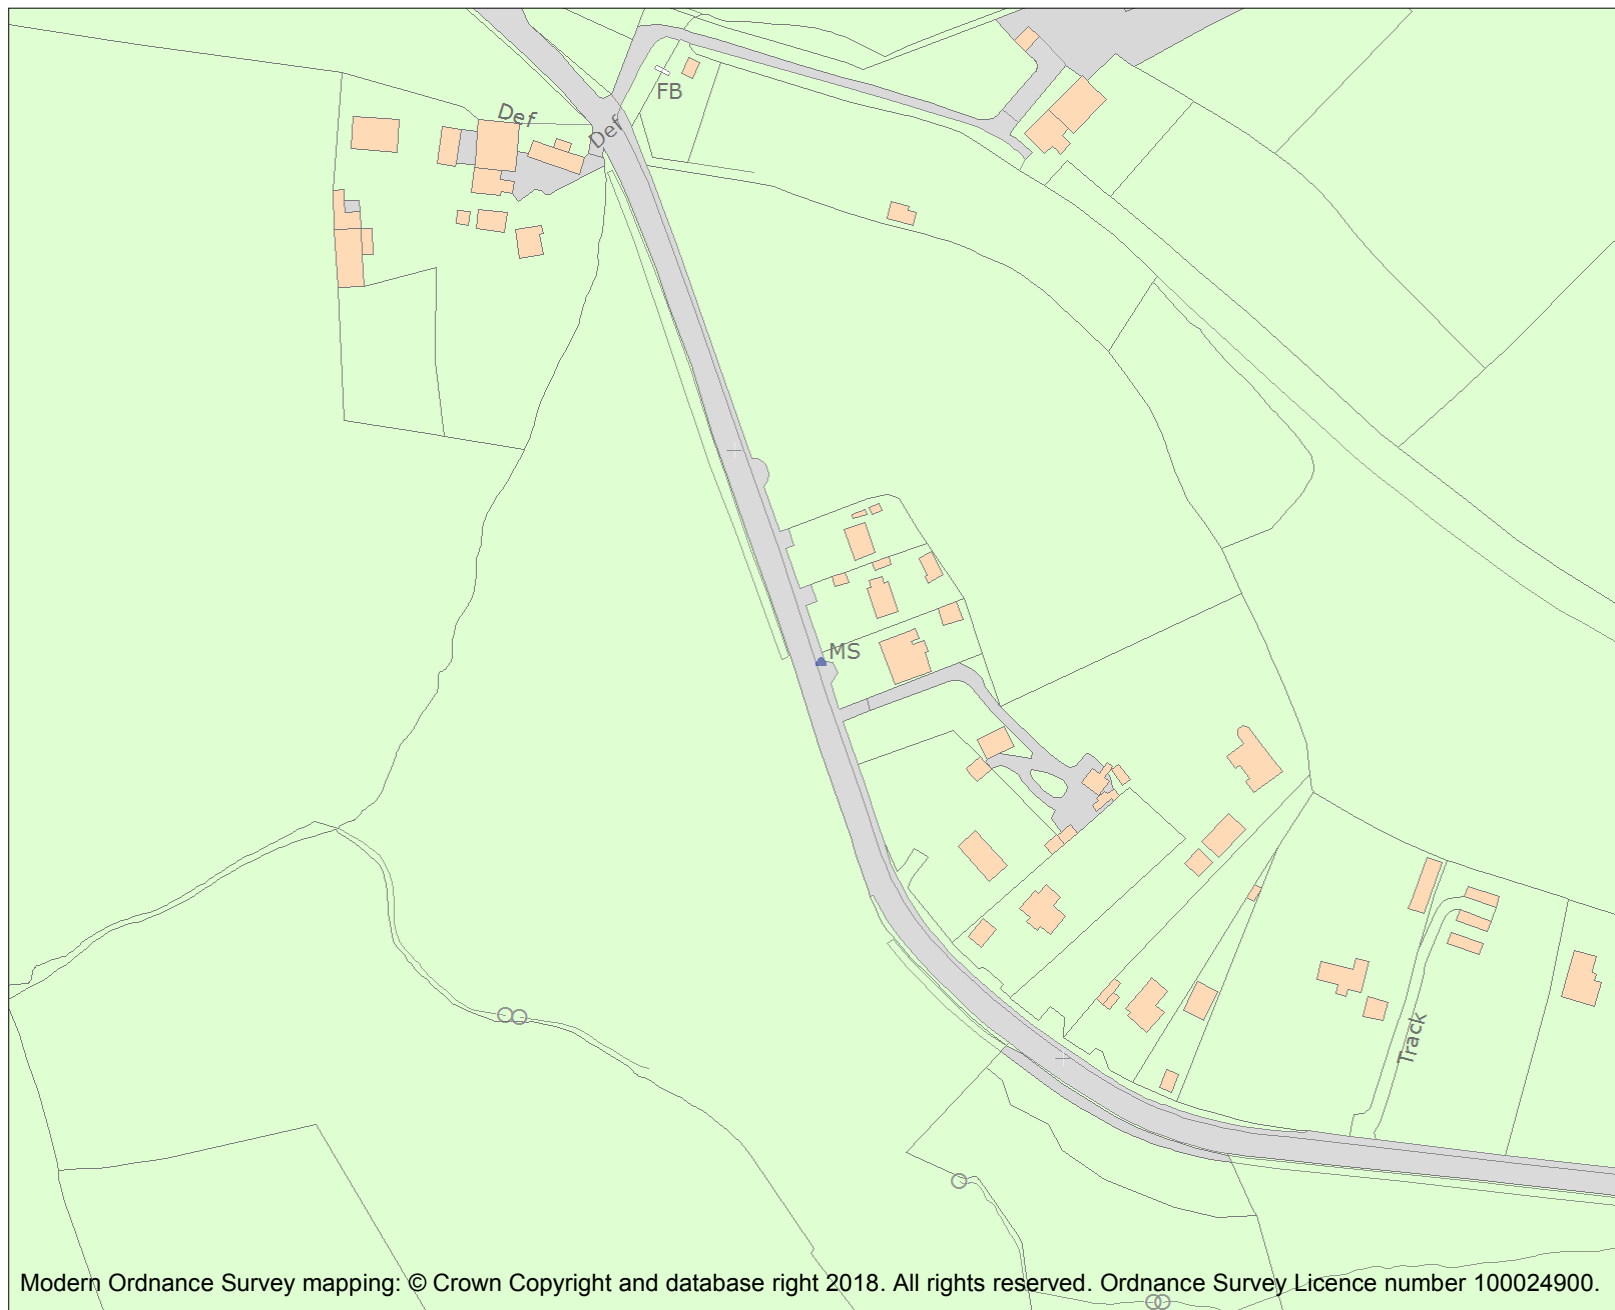 FB
Def
Def
MS
Track
Modern Ordnance Survey mapping: © Crown Copyright and database right 2018. All rights reserved. Ordnance Survey Licence number 100024900.